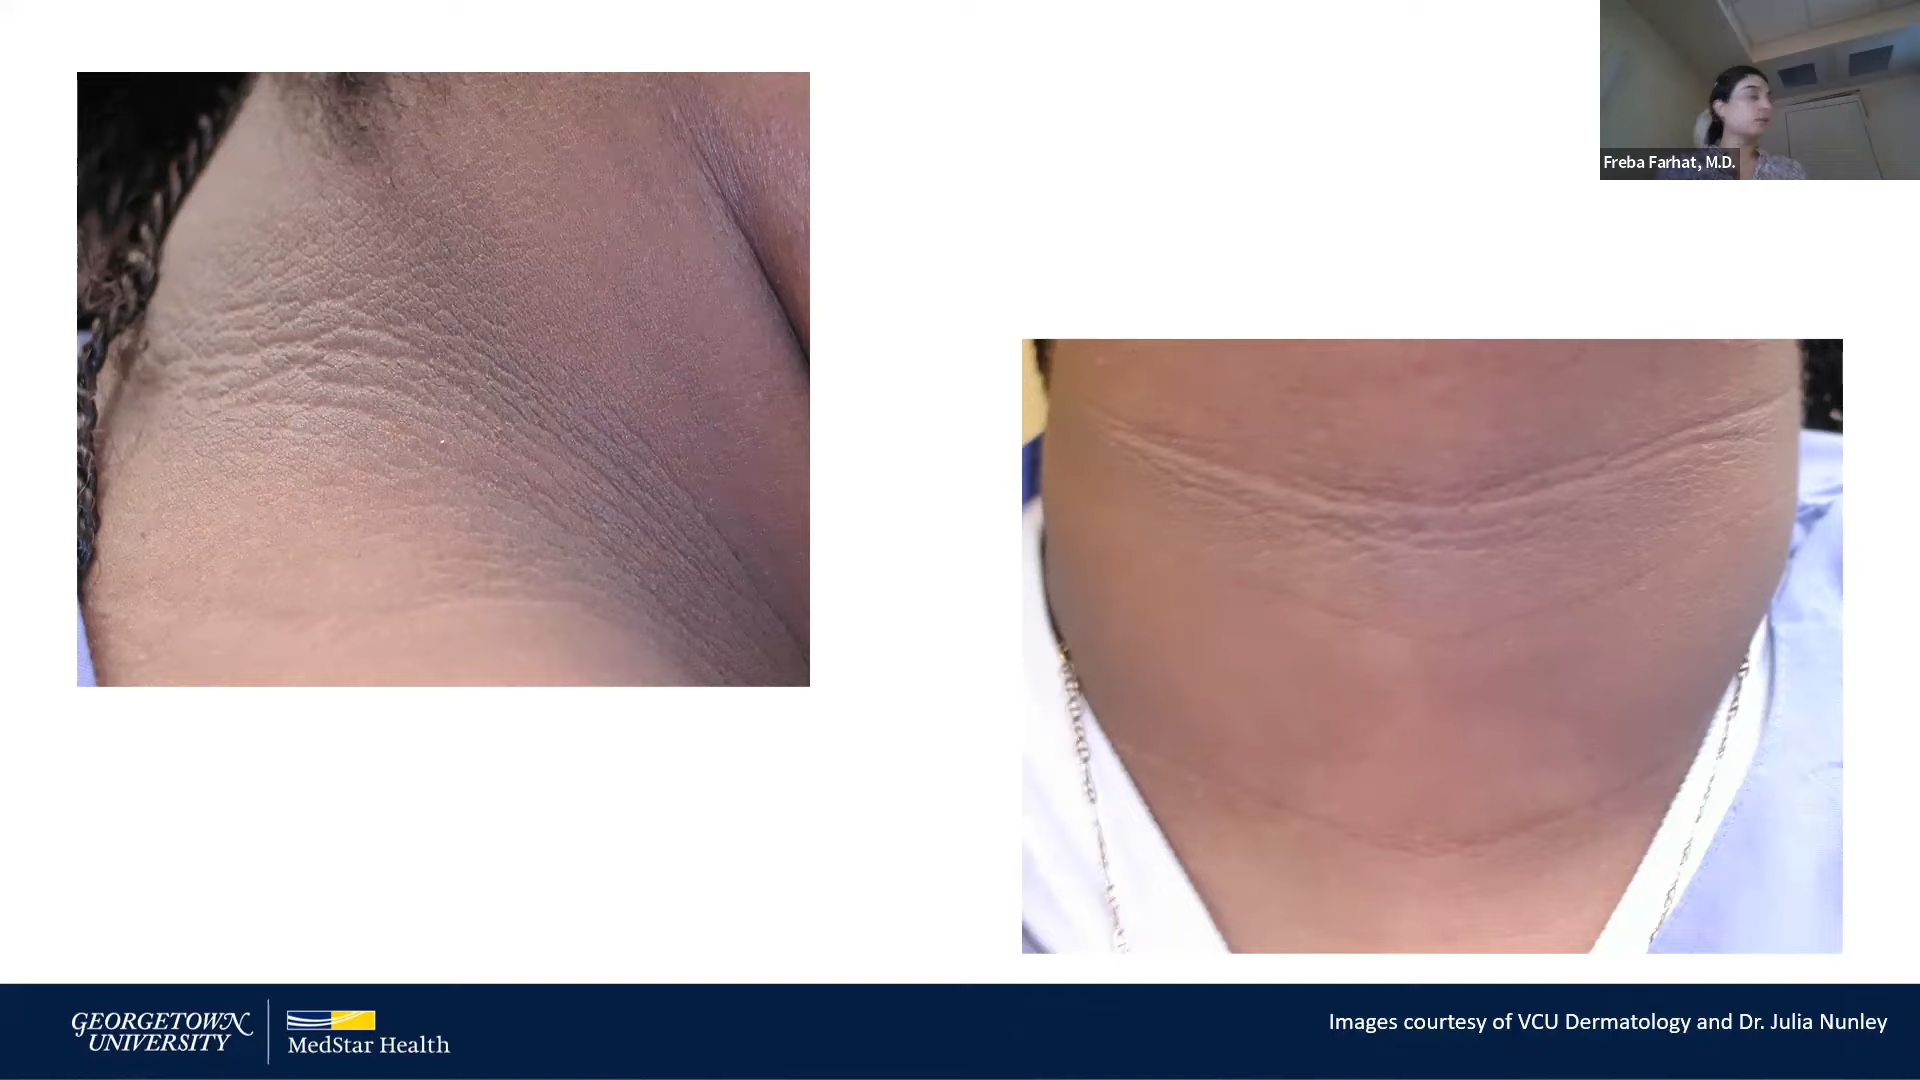 Freba Farhat, M.D.
GEORGETOWN
UNIVERSITY
MedStar Health
Images courtesy of VCU Dermatology and Dr. Julia Nunley